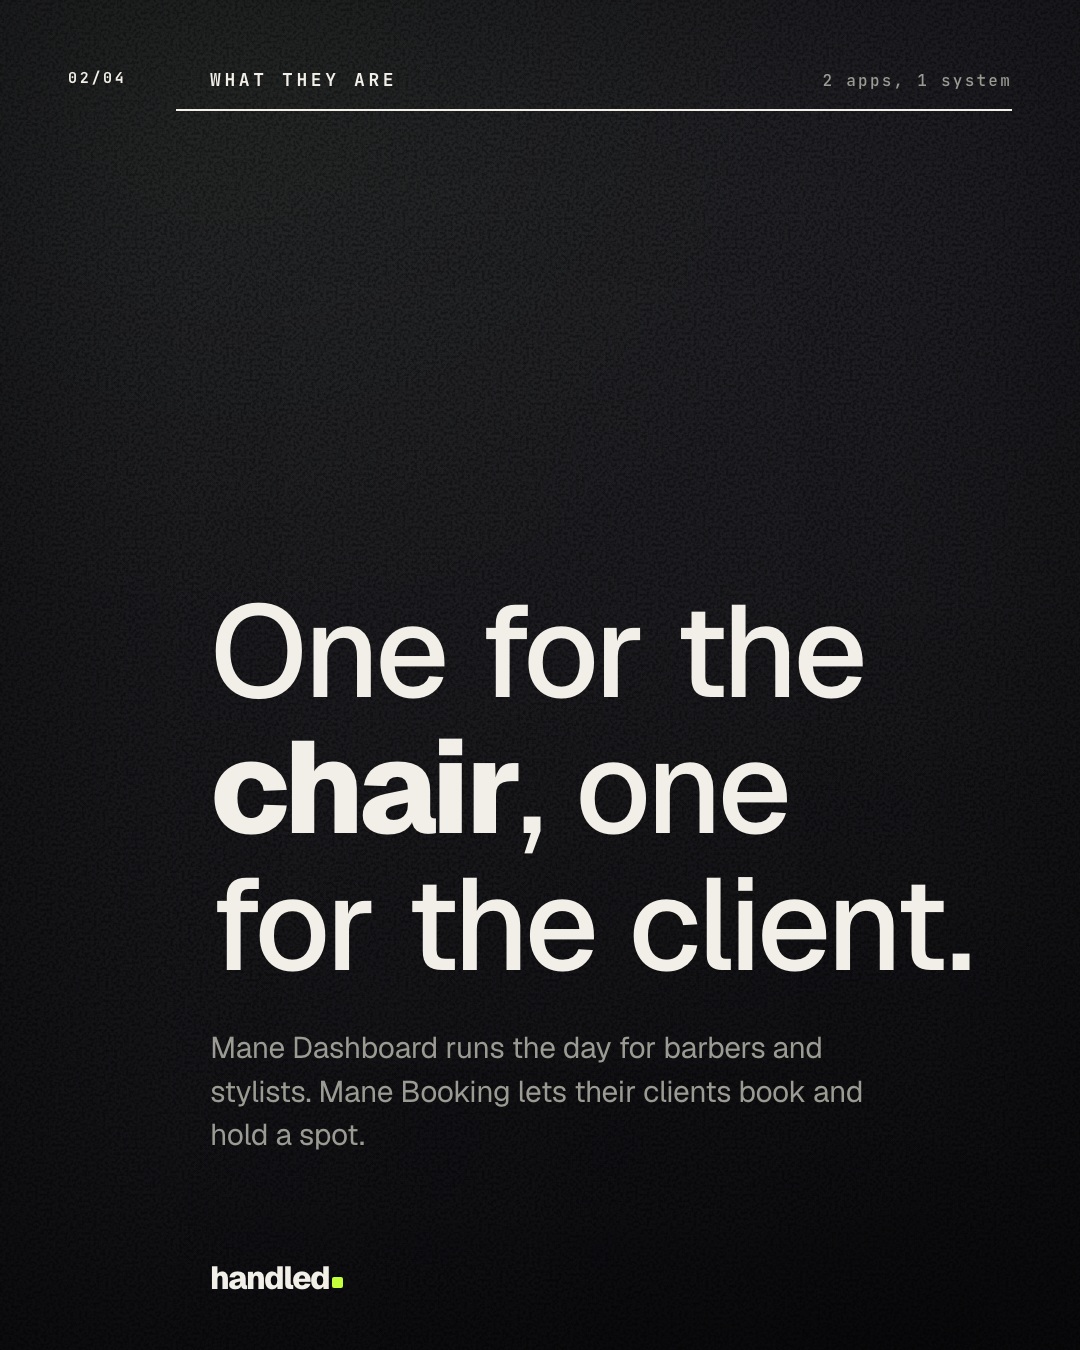 02/04
WHAT THEY ARE
2 apps, 1 system
One for the
chair, one
for the client.
Mane Dashboard runs the day for barbers and
stylists. Mane Booking lets their clients book and
hold a spot.
handled.